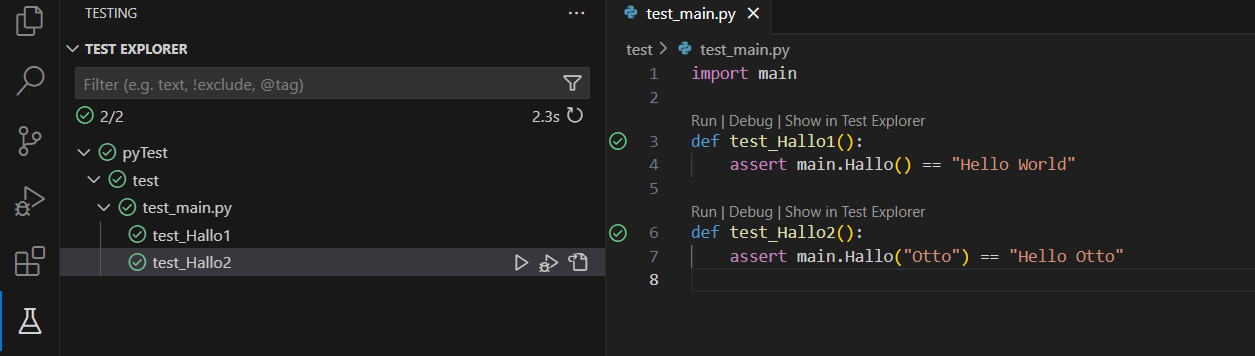 TESTING ···
TEST EXPLORER
Filter (e.g. text, !exclude, @tag)
2/2 2.3s
pyTest
test
test_main.py
test_Hallo1
test_Hallo2
test_main.py
test > test_main.py
1 import main
2
Run | Debug | Show in Test Explorer
3 def test_Hallo1():
4 assert main.Hallo() == "Hello World"
5
Run | Debug | Show in Test Explorer
6 def test_Hallo2():
7 assert main.Hallo("Otto") == "Hello Otto"
8